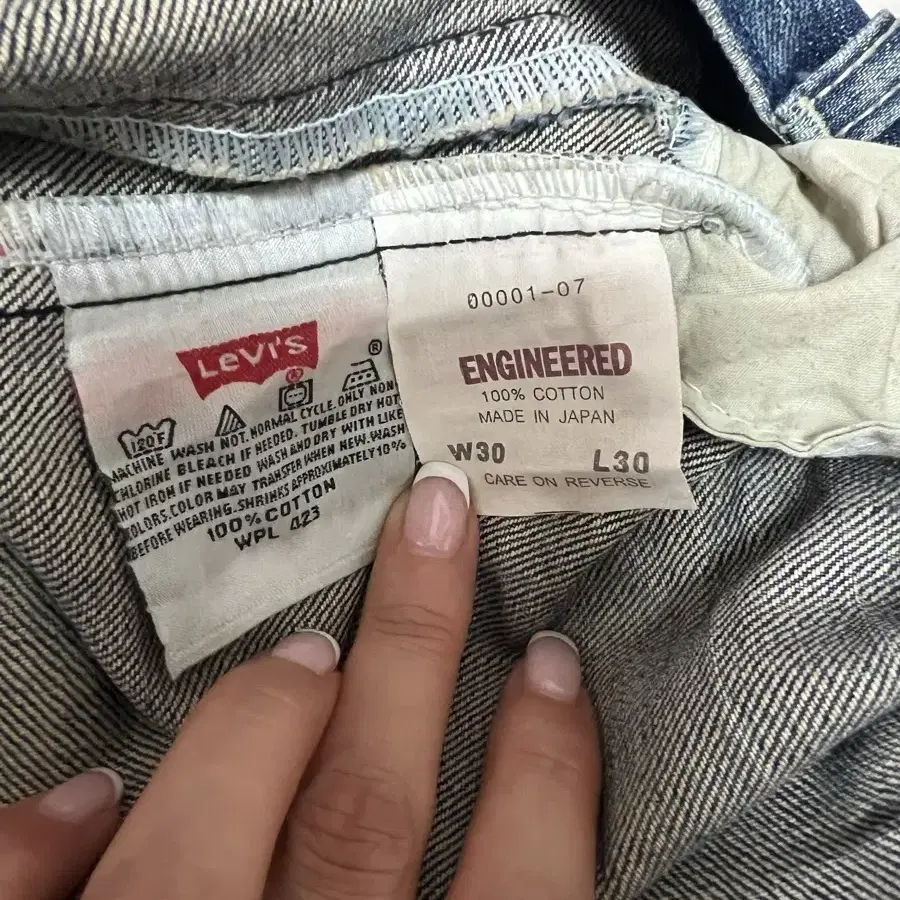 LEVI'S
®
®
120°F
MACHINE WASH NOT. NORMAL CYCLE. ONLY NON-
CHLORINE BLEACH IF NEEDED. TUMBLE DRY HOT
HOT IRON IF NEEDED WASH AND DRY WITH LIKE
COLORS. COLOR MAY TRANSFER WHEN NEW. WASH
BEFORE WEARING. SHRINKS APPROXIMATELY 10%
100% COTTON
WPL 423
00001-07
ENGINEERED
100% COTTON
MADE IN JAPAN
W30 L30
CARE ON REVERSE